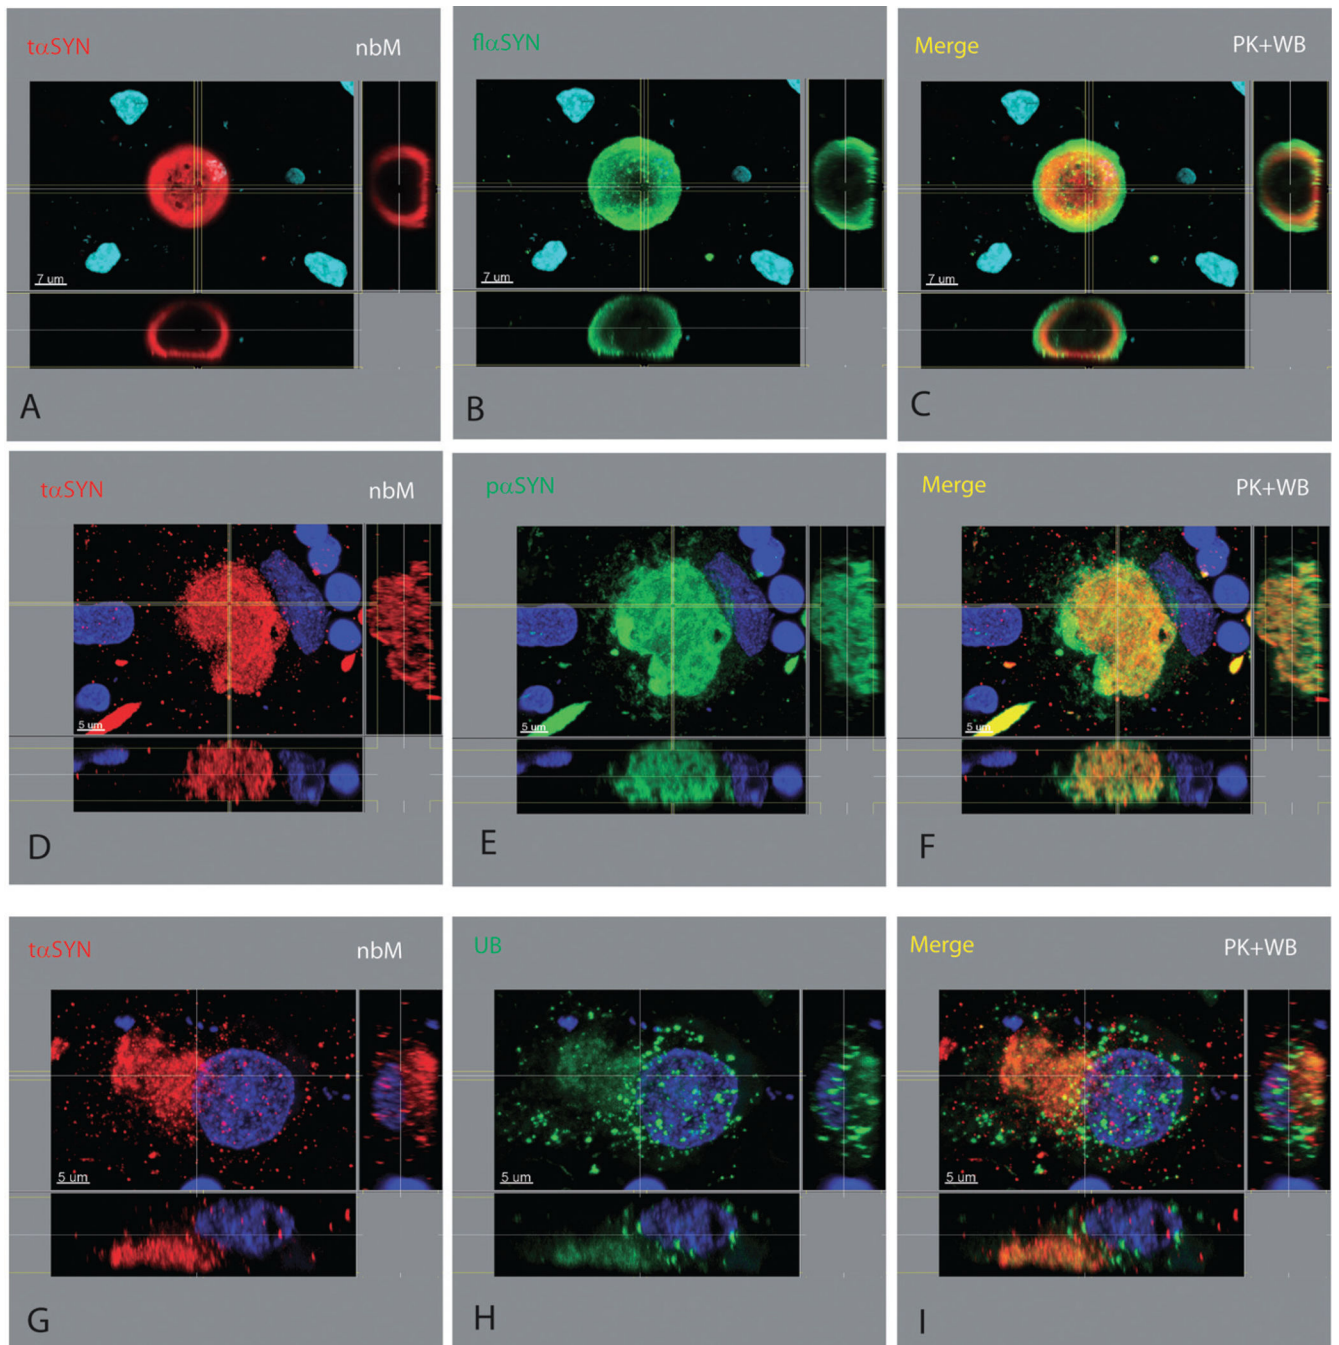 tαSYN nbM
flαSYN
Merge PK+WB
7 um
7 um
7 um
A
B
C
tαSYN nbM
pαSYN
Merge PK+WB
5 um
5 um
5 um
D
E
F
tαSYN nbM
UB
Merge PK+WB
5 um
5 um
5 um
G
H
I